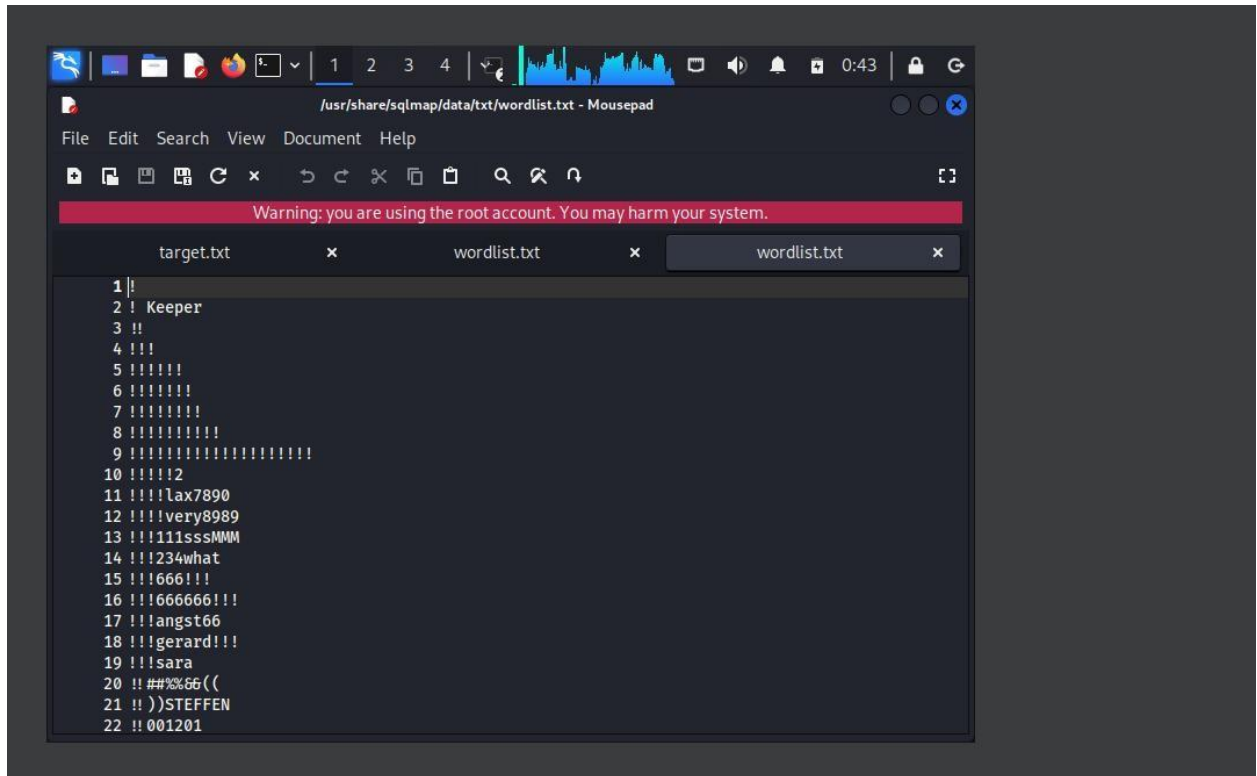 1 2 3 4 0:43
/usr/share/sqlmap/data/txt/wordlist.txt - Mousepad
File Edit Search View Document Help
Warning: you are using the root account. You may harm your system.
target.txt wordlist.txt wordlist.txt
1 !
2 ! Keeper
3 !!
4 !!!
5 !!!!!!
6 !!!!!!!
7 !!!!!!!!
8 !!!!!!!!!!
9 !!!!!!!!!!!!!!!!!!!!
10 !!!!!2
11 !!!!lax7890
12 !!!!very8989
13 !!!111sssMMM
14 !!!234what
15 !!!666!!!
16 !!!666666!!!
17 !!!angst66
18 !!!gerard!!!
19 !!!sara
20 !!##%%&&((
21 !!))STEFFEN
22 !!001201